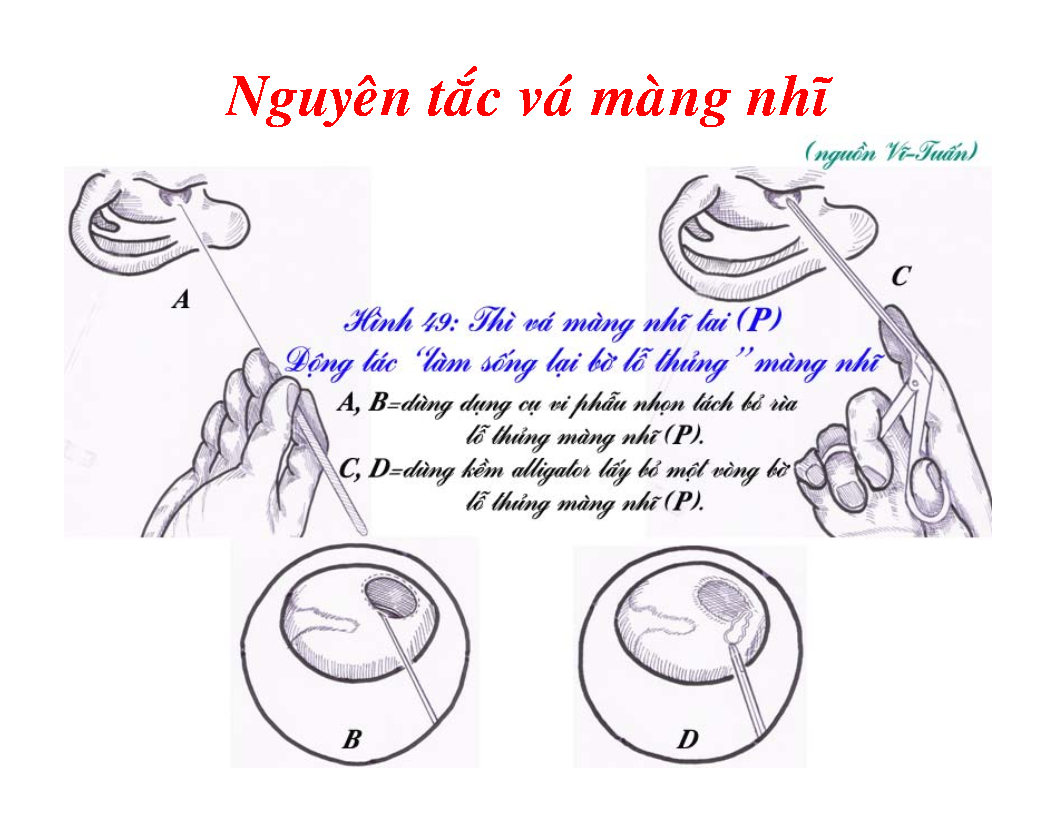 Nguyên tắc vá màng nhĩ
(nguồn Vĩ-Tuấn)
A
C
Hình 49: Thì vá màng nhĩ tai (P)
Động tác “làm sống lại bờ lỗ thủng” màng nhĩ
A, B=dùng dụng cụ vi phẫu nhọn tách bỏ rìa
lỗ thủng màng nhĩ (P).
C, D=dùng kềm alligator lấy bỏ một vòng bờ
lỗ thủng màng nhĩ (P).
B
D